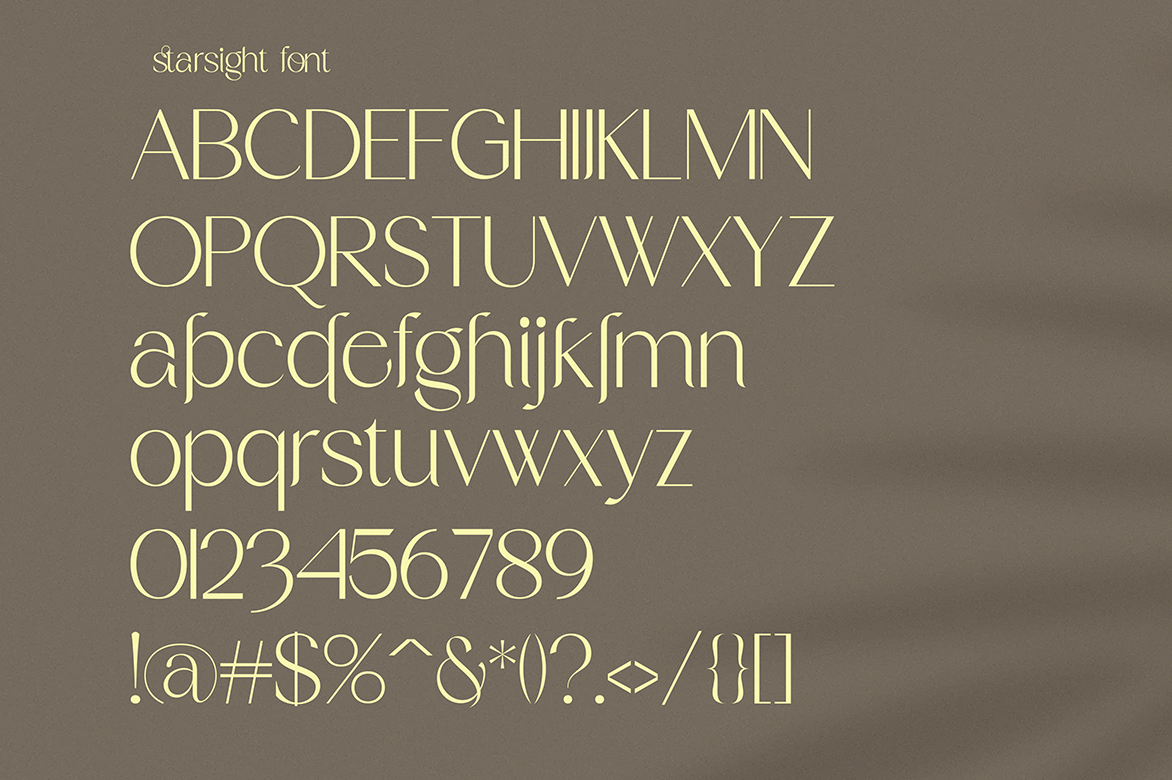 starsight font
ABCDEFGHIJKLMN
OPQRSTUVWXYZ
abcdefghijklmn
opqrstuvwxyz
0123456789
!@#$%^&*()?.<>/{}[]